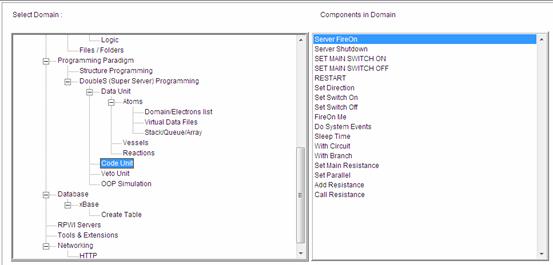 Select Domain :
Components in Domain
Logic
Files / Folders
Programming Paradigm
Structure Programming
DoubleS (Super Server) Programming
Data Unit
Atoms
Domain/Electrons list
Virtual Data Files
Stack/Queue/Array
Vessels
Reactions
Code Unit
Veto Unit
OOP Simulation
Database
xBase
Create Table
RPWI Servers
Tools & Extensions
Networking
HTTP
Server FireOn
Server Shutdown
SET MAIN SWITCH ON
SET MAIN SWITCH OFF
RESTART
Set Direction
Set Switch On
Set Switch Off
FireOn Me
Do System Events
Sleep Time
With Circuit
With Branch
Set Main Resistance
Set Parallel
Add Resistance
Call Resistance